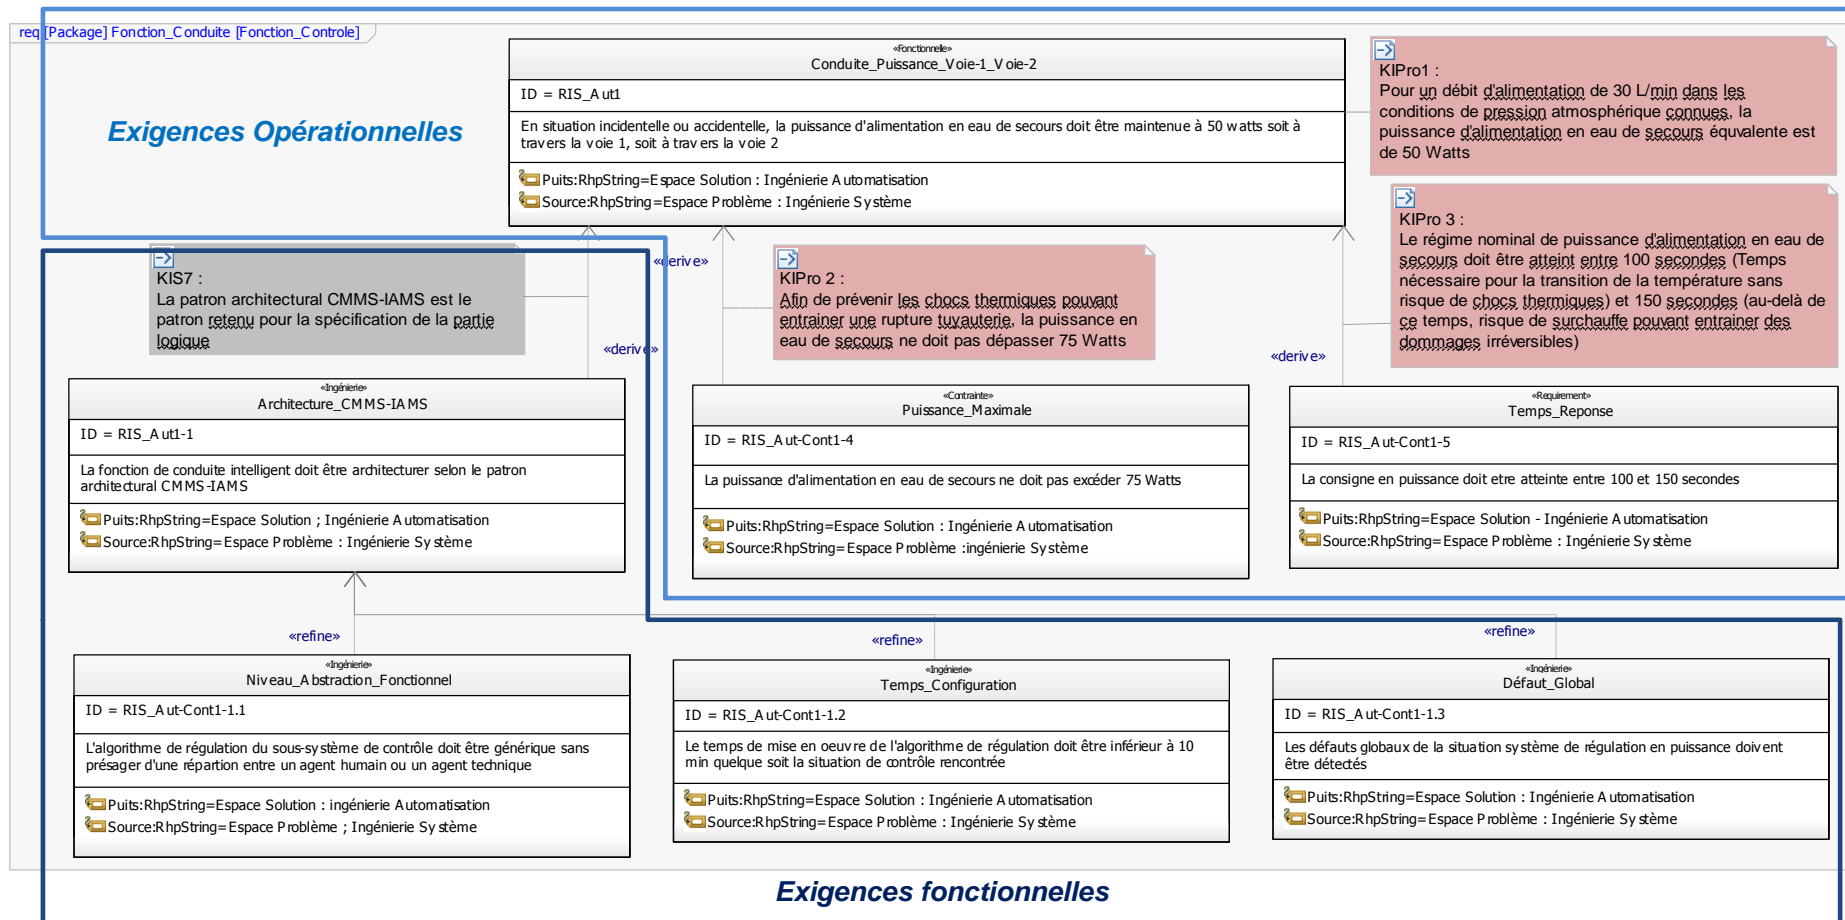 req [Package] Fonction_Conduite [Fonction_Controle]
Exigences Opérationnelles
«Fonctionnelle»
Conduite_Puissance_Voie-1_Voie-2
ID = RIS_Aut1
En situation incidentelle ou accidentelle, la puissance d'alimentation en eau de secours doit être maintenue à 50 watts soit à
travers la voie 1, soit à travers la voie 2
Puits:RhpString=Espace Solution : Ingénierie Automatisation
Source:RhpString=Espace Problème : Ingénierie Système
KIPro1 :
Pour un débit d'alimentation de 30 L/min dans les
conditions de pression atmosphérique connues, la
puissance d'alimentation en eau de secours équvalente est
de 50 Watts
KIPro 3 :
Le régime nominal de puissance d'alimentation en eau de
secours doit être atteint entre 100 secondes (Temps
nécessaire pour la transition de la température sans
risque de chocs thermiques) et 150 secondes (au-delà de
ce temps, risque de surchauffe pouvant entrainer des
dommages irréversibles)
KIS7 :
La patron architectural CMMS-IAMS est le
patron retenu pour la spécification de la partie
logique
«derive»
KIPro 2 :
Afin de prévenir les chocs thermiques pouvant
entrainer une rupture tuyauterie, la puissance en
eau de secours ne doit pas dépasser 75 Watts
«derive»
«derive»
«Ingénierie»
Architecture_CMMS-IAMS
ID = RIS_Aut1-1
La fonction de conduite intelligent doit être architecturer selon le patron
architectural CMMS-IAMS
Puits:RhpString=Espace Solution ; Ingénierie Automatisation
Source:RhpString=Espace Problème : Ingénierie Système
«Contrainte»
Puissance_Maximale
ID = RIS_Aut-Cont1-4
La puissance d'alimentation en eau de secours ne doit pas excéder 75 Watts
Puits:RhpString=Espace Solution : Ingénierie Automatisation
Source:RhpString=Espace Problème :ingénierie Système
«Requirement»
Temps_Reponse
ID = RIS_Aut-Cont1-5
La consigne en puissance doit etre atteinte entre 100 et 150 secondes
Puits:RhpString=Espace Solution - Ingénierie Automatisation
Source:RhpString=Espace Problème : Ingénierie Système
«refine»
«refine»
«refine»
«Ingénierie»
Niveau_Abstraction_Fonctionnel
ID = RIS_Aut-Cont1-1.1
L'algorithme de régulation du sous-système de contrôle doit être générique sans
présager d'une répartion entre un agent humain ou un agent technique
Puits:RhpString=Espace Solution : ingénierie Automatisation
Source:RhpString=Espace Problème ; Ingénierie Système
«Ingénierie»
Temps_Configuration
ID = RIS_Aut-Cont1-1.2
Le temps de mise en oeuvre de l'algorithme de régulation doit être inférieur à 10
min quelque soit la situation de contrôle rencontrée
Puits:RhpString=Espace Solution : Ingénierie Automatisation
Source:RhpString=Espace Problème : Ingénierie Système
«Ingénierie»
Défaut_Global
ID = RIS_Aut-Cont1-1.3
Les défauts globaux de la situation système de régulation en puissance doivent
être détectés
Puits:RhpString=Espace Solution : Ingénierie Automatisation
Source:RhpString=Espace Problème : Ingénierie Système
Exigences fonctionnelles